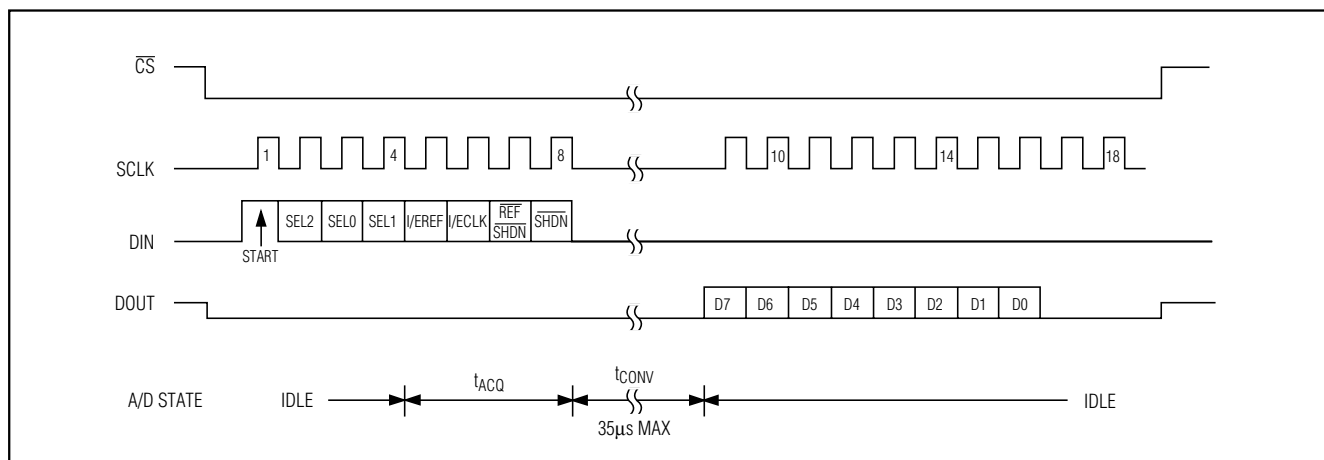 CS
SCLK
1 4 8 10 14 18
DIN
START
SEL2 SEL0 SEL1 I/EREF I/ECLK REF SHDN SHDN
DOUT
D7 D6 D5 D4 D3 D2 D1 D0
A/D STATE
IDLE
tACQ
tCONV
35µs MAX
IDLE